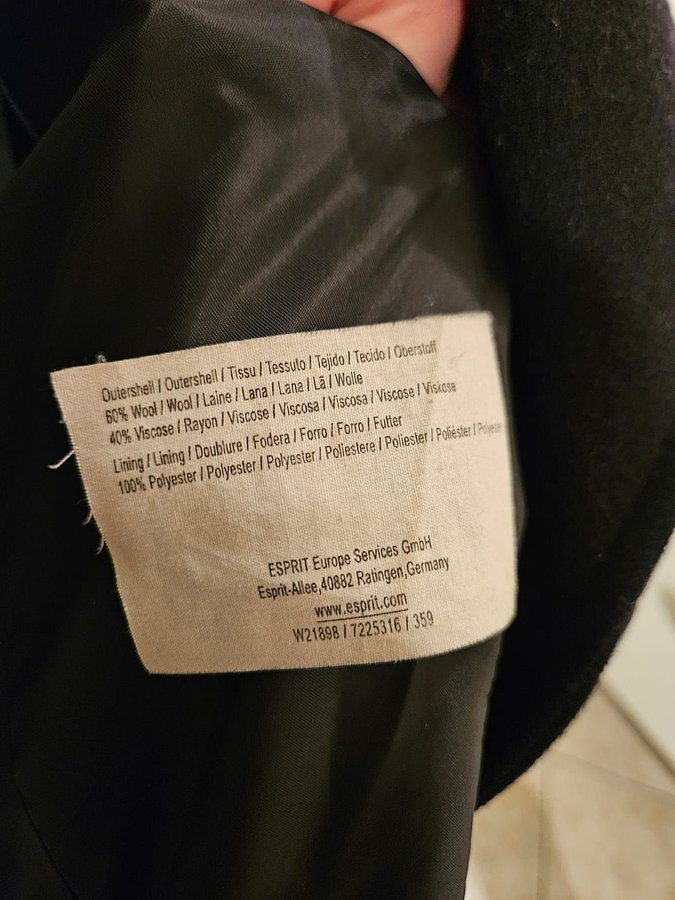 Outershell / Outershell / Tissu / Tessuto / Tejido / Tecido / Oberstoff
60% Wool / Wool / Laine / Lana / Lana / Lã / Wolle
40% Viscose / Rayon / Viscose / Viscosa / Viscosa / Viscose / Viskose
Lining / Lining / Doublure / Fodera / Forro / Forro / Futter
100% Polyester / Polyester / Polyester / Poliestere / Poliester / Poliéster / Polyester
ESPRIT Europe Services GmbH
Esprit-Allee,40882 Ratingen,Germany
www.esprit.com
W21898 / 7225316 / 359